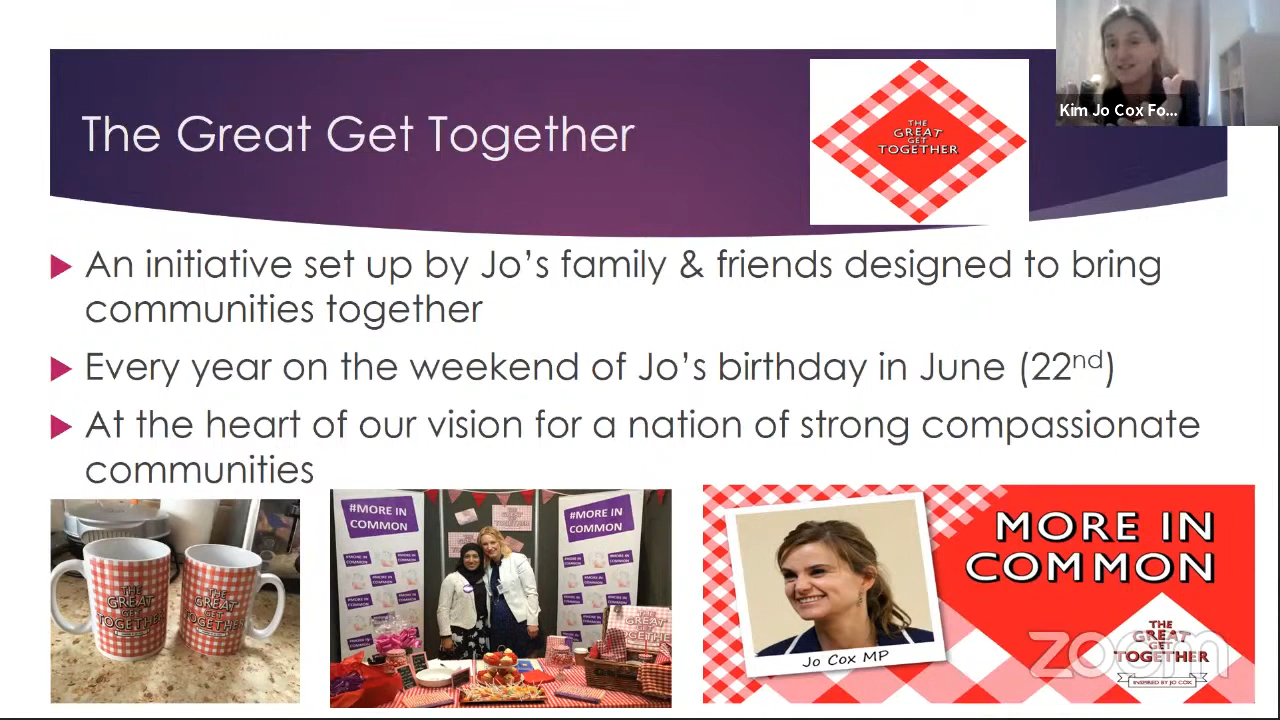 The Great Get Together
THE
GREAT
GET
TOGETHER
Kim Jo Cox Fo...
An initiative set up by Jo's family & friends designed to bring
communities together
Every year on the weekend of Jo's birthday in June (22nd)
At the heart of our vision for a nation of strong compassionate
communities
THE
GREAT
GET
TOGETHER
THE
GREAT
GET
TOGETHER
#MORE IN
COMMON
#MORE IN
COMMON
MORE IN
COMMON
Jo Cox MP
THE
GREAT
GET
TOGETHER
INSPIRED BY JO COX
zoom